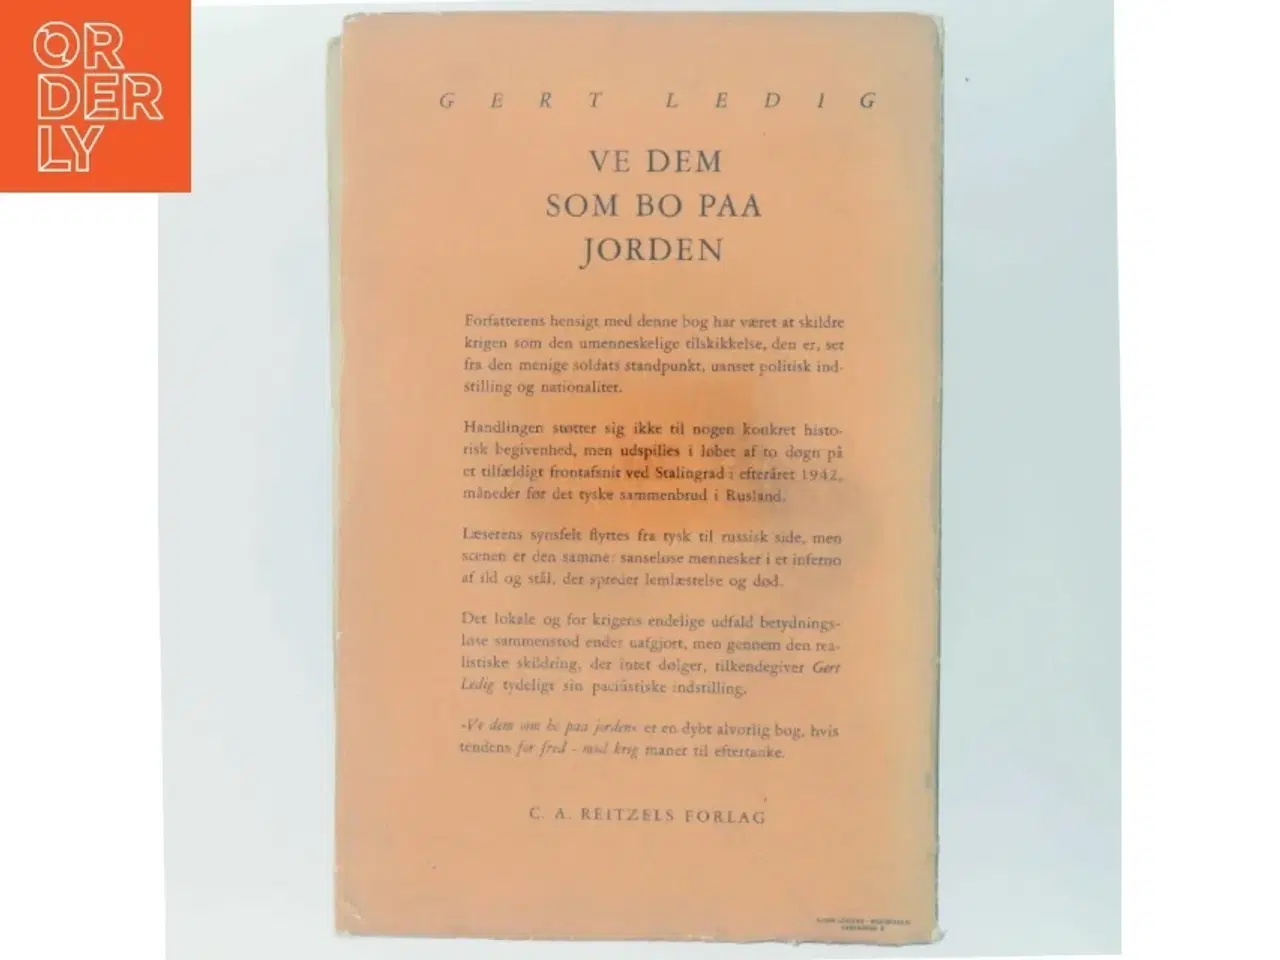 ORDERLY
GERT LEDIG
VE DEM
SOM BO PAA
JORDEN
Forfatterens hensigt med denne bog har været at skildre
krigen som den umenneskelige tilskikkelse, den er, set
fra den menige soldats standpunkt, uanset politisk ind-
stilling og nationalitet.
Handlingen støtter sig ikke til nogen konkret histo-
risk begivenhed, men udspilles i løbet af to døgn på
et tilfældigt frontafsnit ved Stalingrad i efteråret 1942,
måneder før det tyske sammenbrud i Rusland.
Læserens synsfelt flyttes fra tysk til russisk side, men
scenen er den samme: sanseløse mennesker i et inferno
af ild og stål, der spreder lemlæstelse og død.
Det lokale og for krigens endelige udfald betydnings-
løse sammenstød ender uafgjort, men gennem den rea-
listiske skildring, der intet dølger, tilkendegiver Gert
Ledig tydeligt sin pacifistiske indstilling.
»Ve dem som bo paa jorden« er en dybt alvorlig bog, hvis
tendens for fred - mod krig maner til eftertanke.
C. A. REITZELS FORLAG